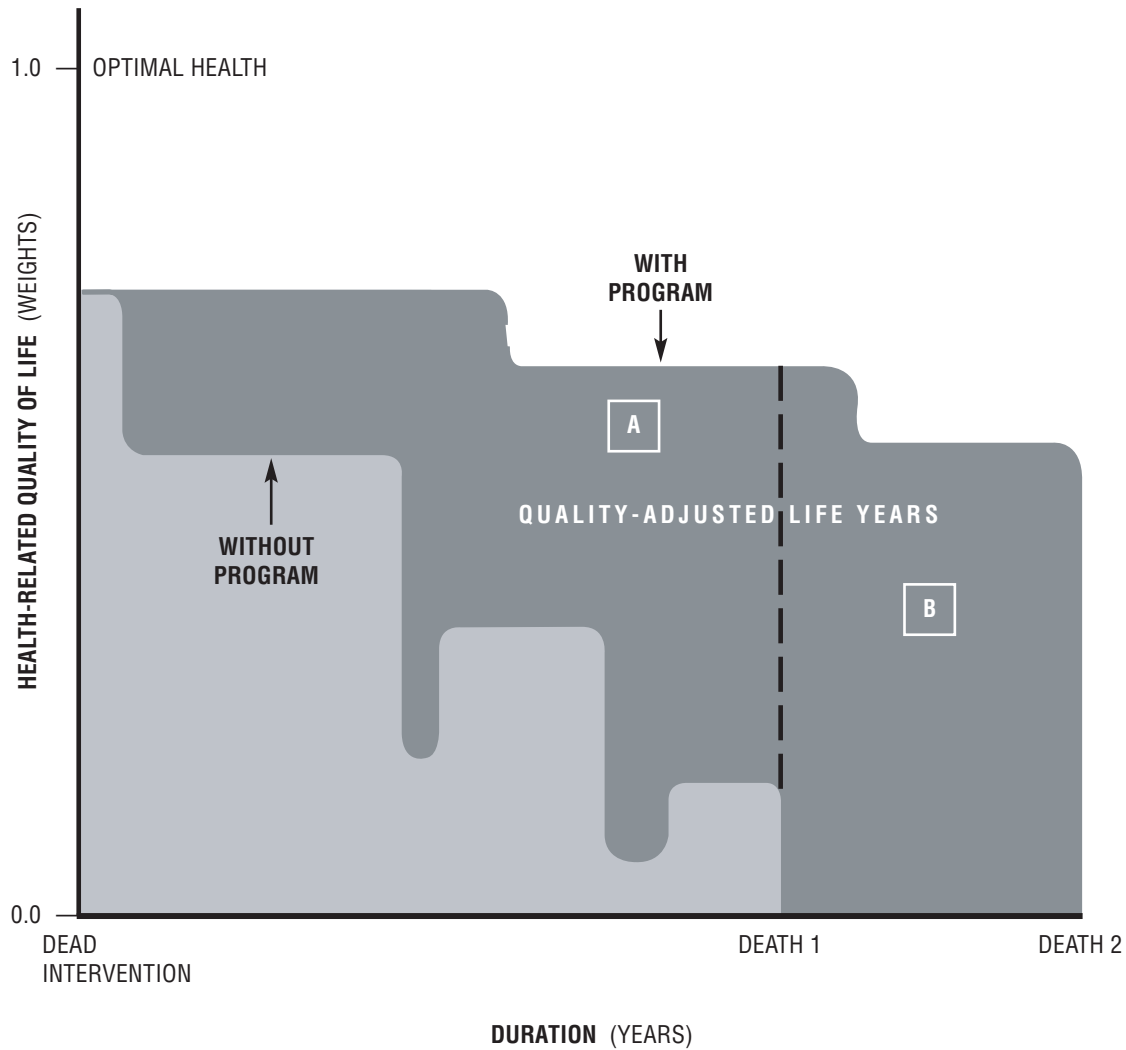 1.0
OPTIMAL HEALTH
HEALTH-RELATED QUALITY OF LIFE (WEIGHTS)
WITH
PROGRAM
A
QUALITY-ADJUSTED LIFE YEARS
WITHOUT
PROGRAM
B
0.0
DEAD
INTERVENTION
DEATH 1
DEATH 2
DURATION (YEARS)